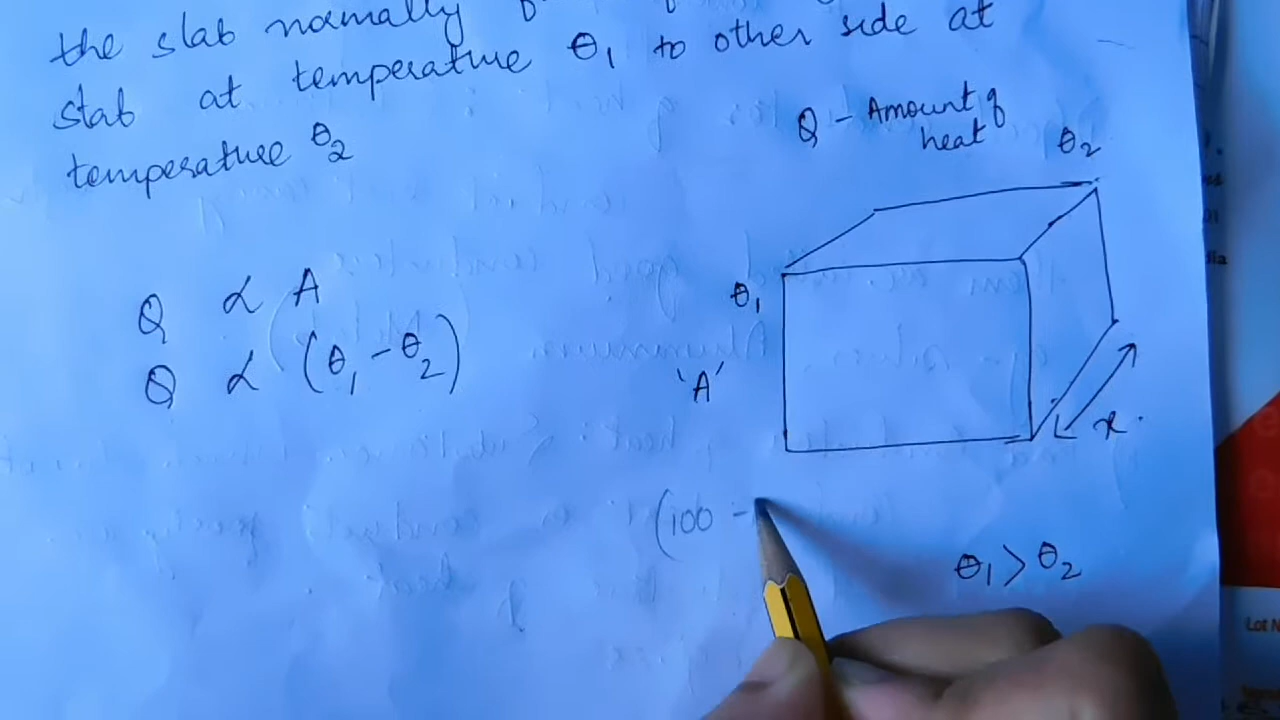 the slab normally
slab at temperature θ₁ to other side at
temperature θ₂
Q - Amount of
heat
θ₂
θ₁
Q ∝ A
Q ∝ (θ₁ - θ₂)
'A'
x
(100 -
θ₁ > θ₂